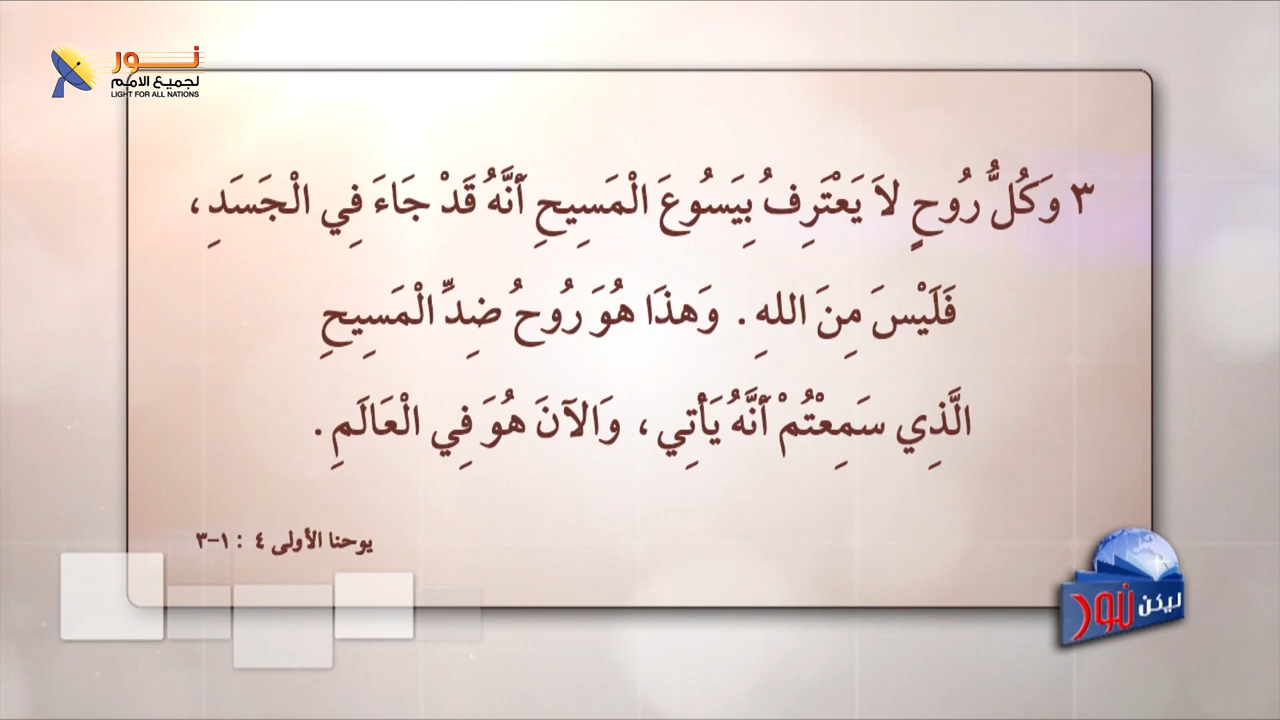 نور
لجميع الامم
LIGHT FOR ALL NATIONS
٣ وَكُلُّ رُوحٍ لاَ يَعْتَرِفُ بِيَسُوعَ الْمَسِيحِ أَنَّهُ قَدْ جَاءَ فِي الْجَسَدِ،
فَلَيْسَ مِنَ اللهِ. وَهذَا هُوَ رُوحُ ضِدِّ الْمَسِيحِ
الَّذِي سَمِعْتُمْ أَنَّهُ يَأْتِي، وَالآنَ هُوَ فِي الْعَالَمِ.
يوحنا الأولى ٤ : ١-٣
ليكن نور